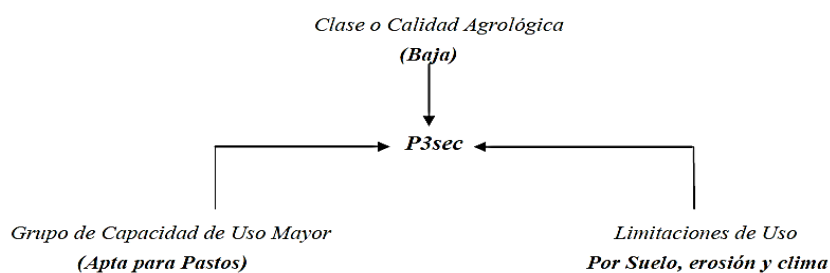 Clase o Calidad Agrológica
(Baja)
P3sec
Grupo de Capacidad de Uso Mayor
(Apta para Pastos)
Limitaciones de Uso
Por Suelo, erosión y clima